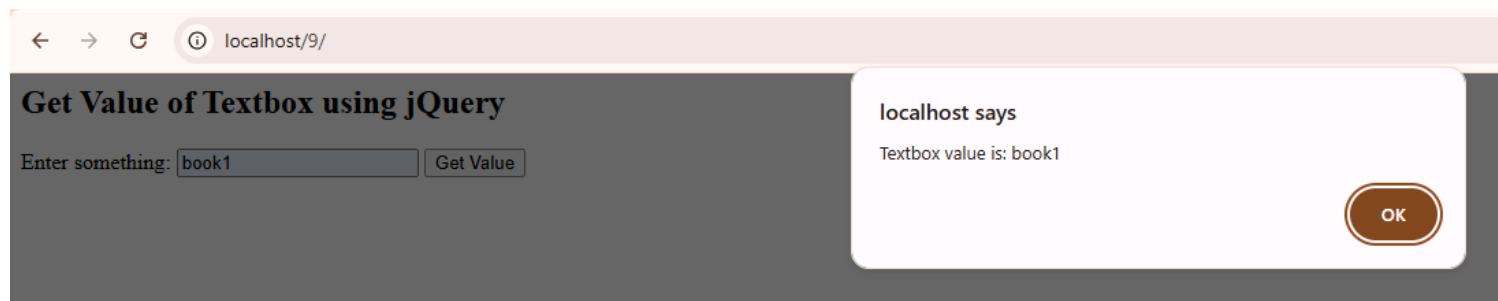 localhost/9/
Get Value of Textbox using jQuery
Enter something: book1 Get Value
localhost says
Textbox value is: book1
OK